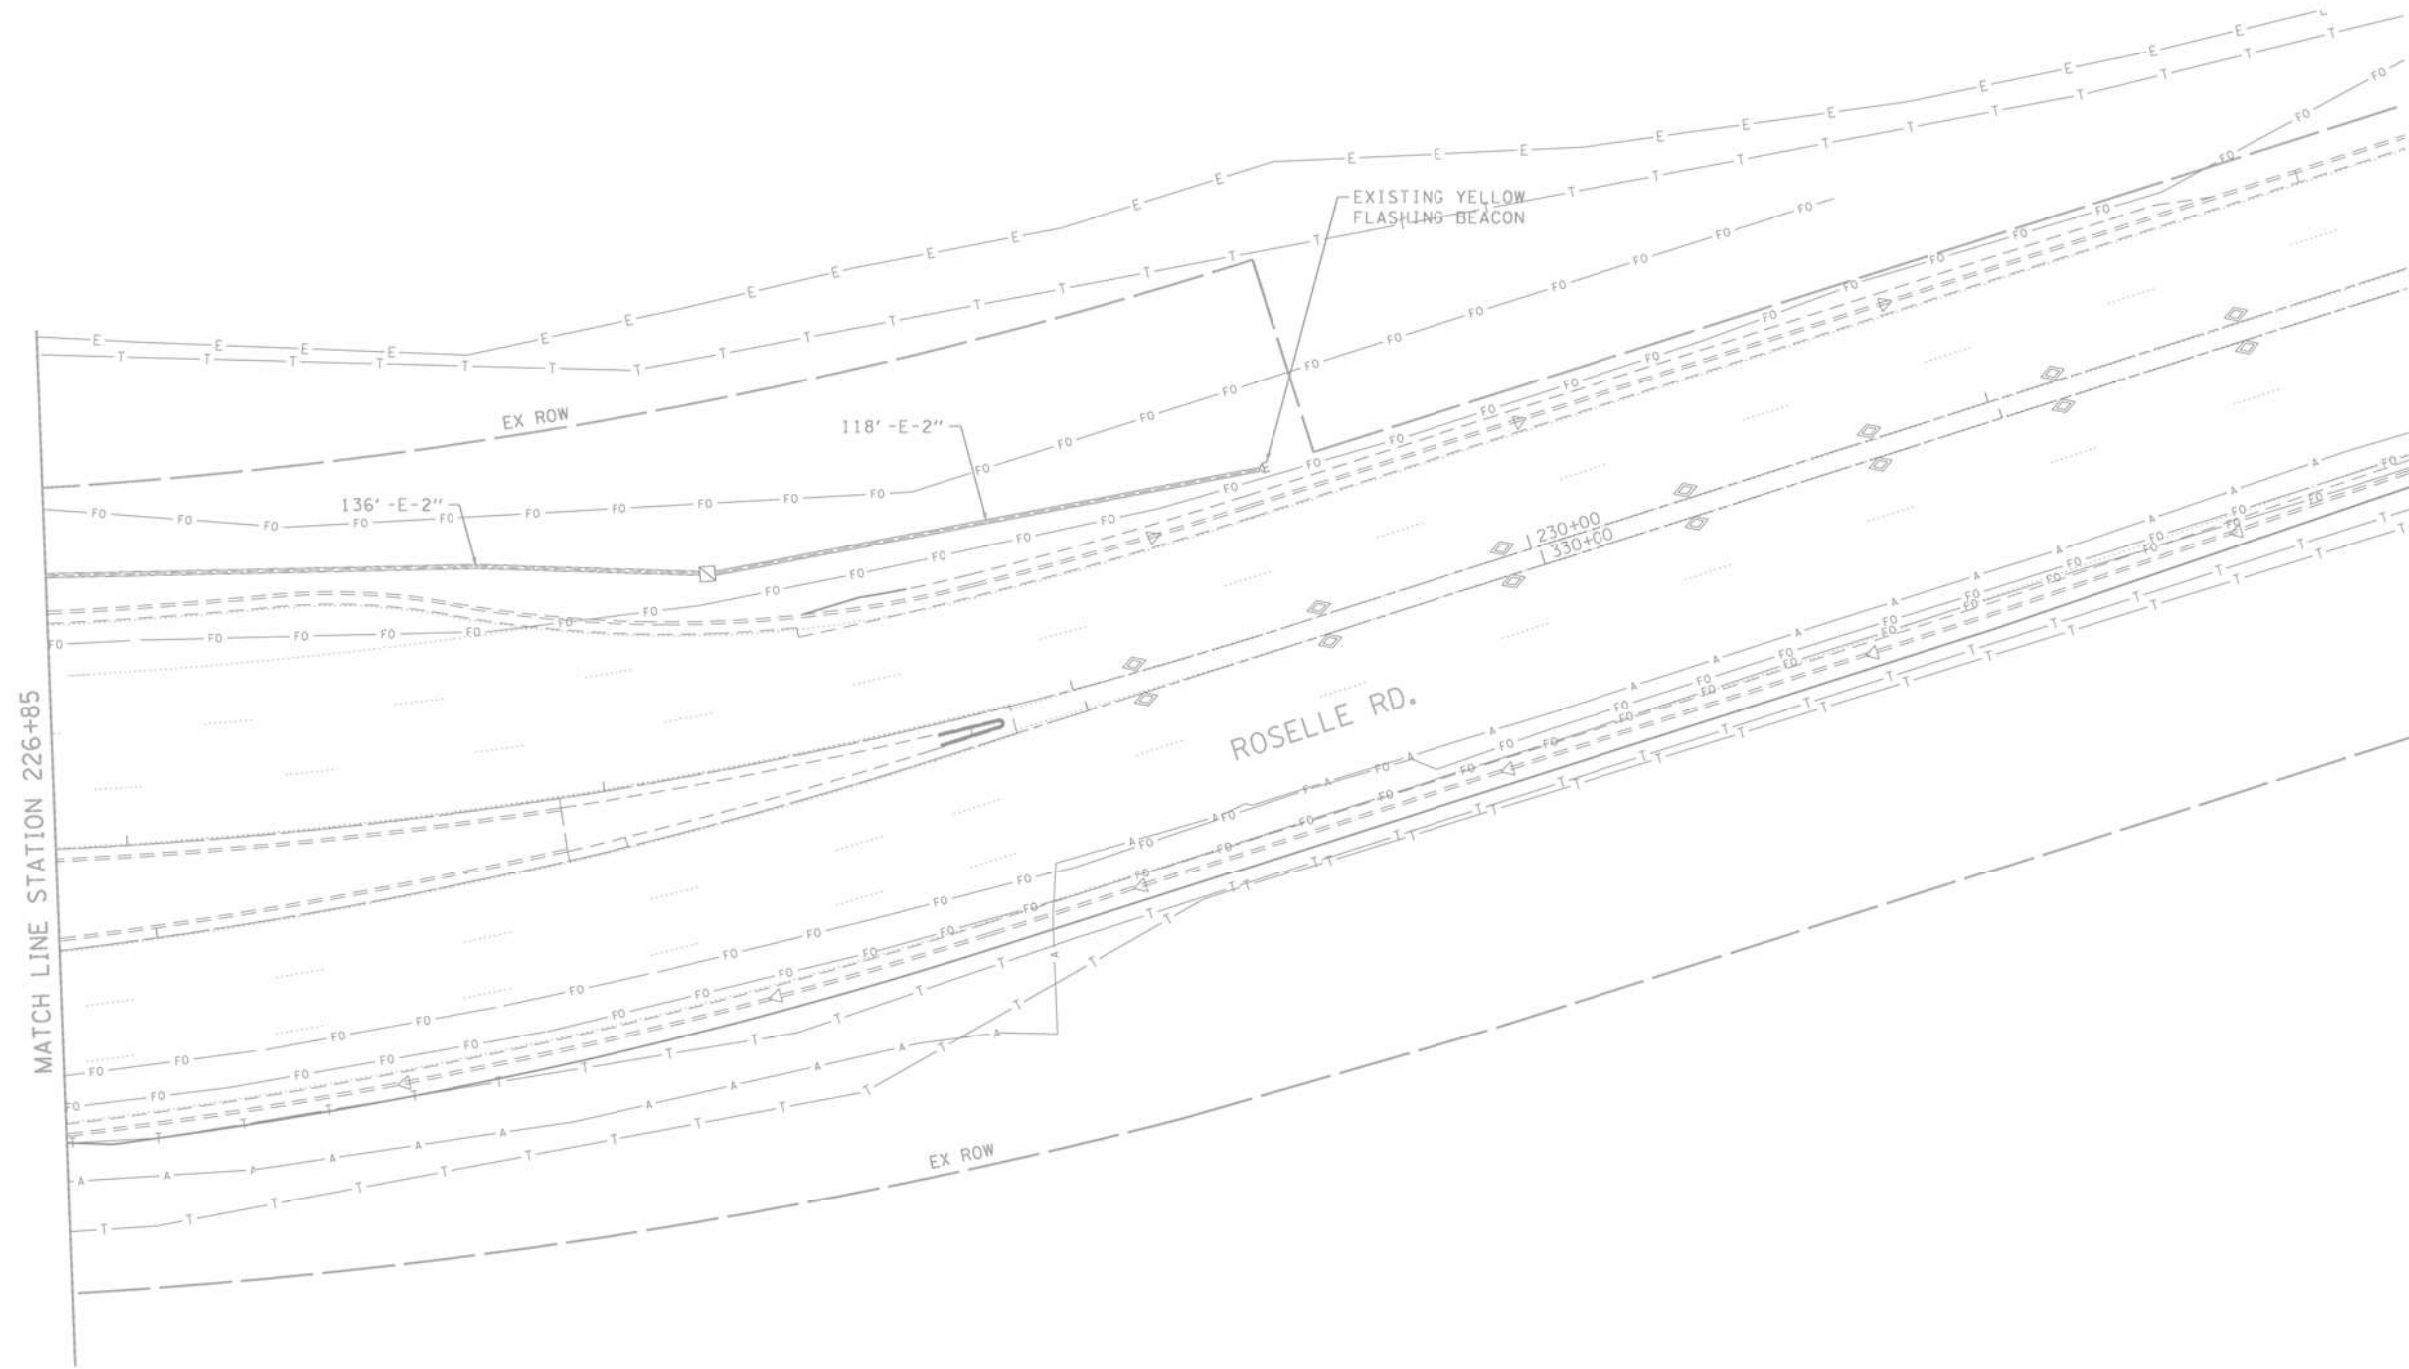 EXISTING YELLOW
FLASHING BEACON
EX ROW
118'-E-2"
136'-E-2"
230+00
330+00
ROSELLE RD.
MATCH LINE STATION 226+85
EX ROW